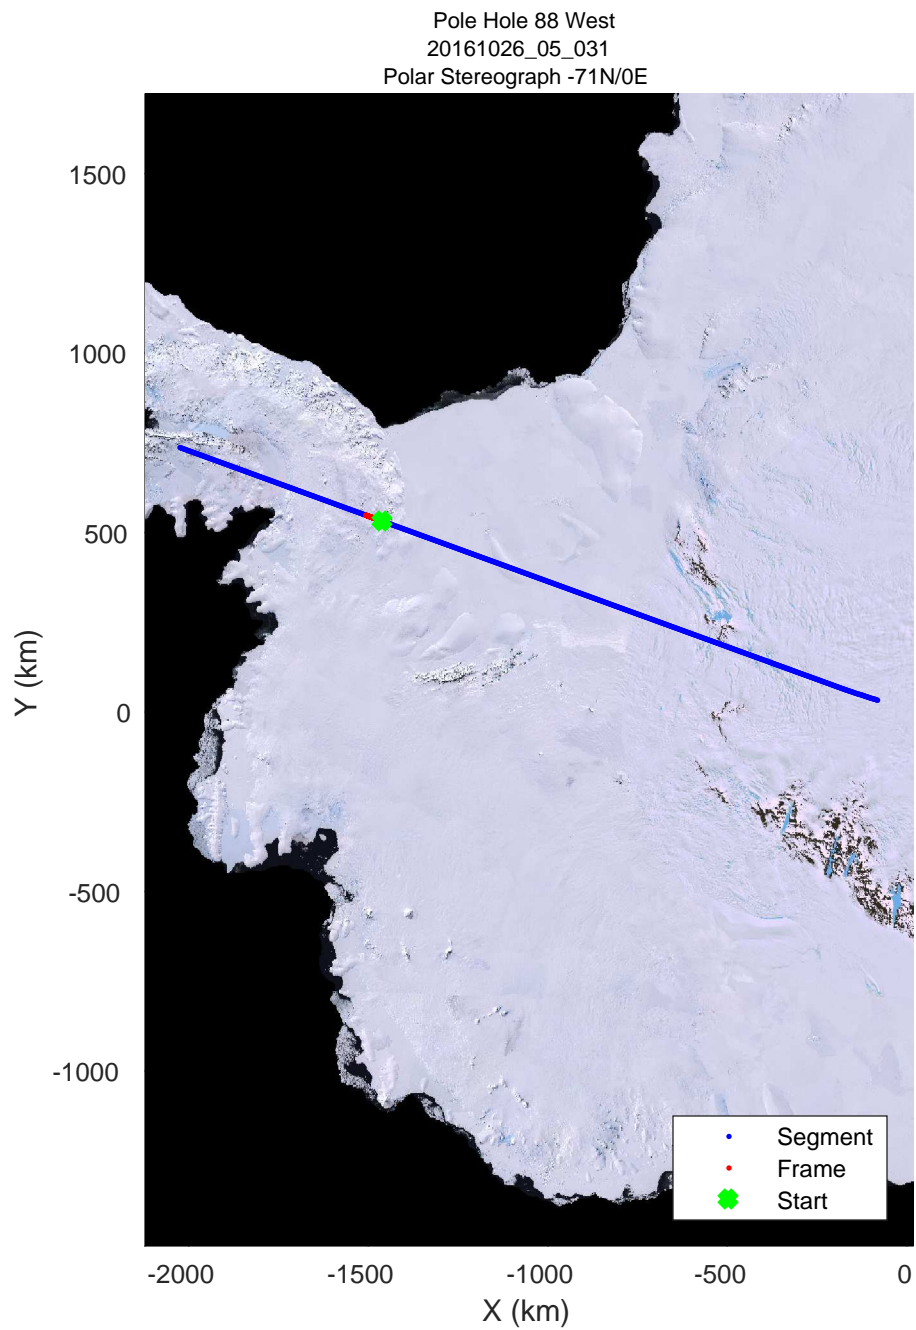 Pole Hole 88 West
20161026_05_031
Polar Stereograph -71N/0E
1500
1000
500
0
-500
-1000
Y (km)
-2000
-1500
-1000
-500
0
X (km)
Segment
Frame
Start